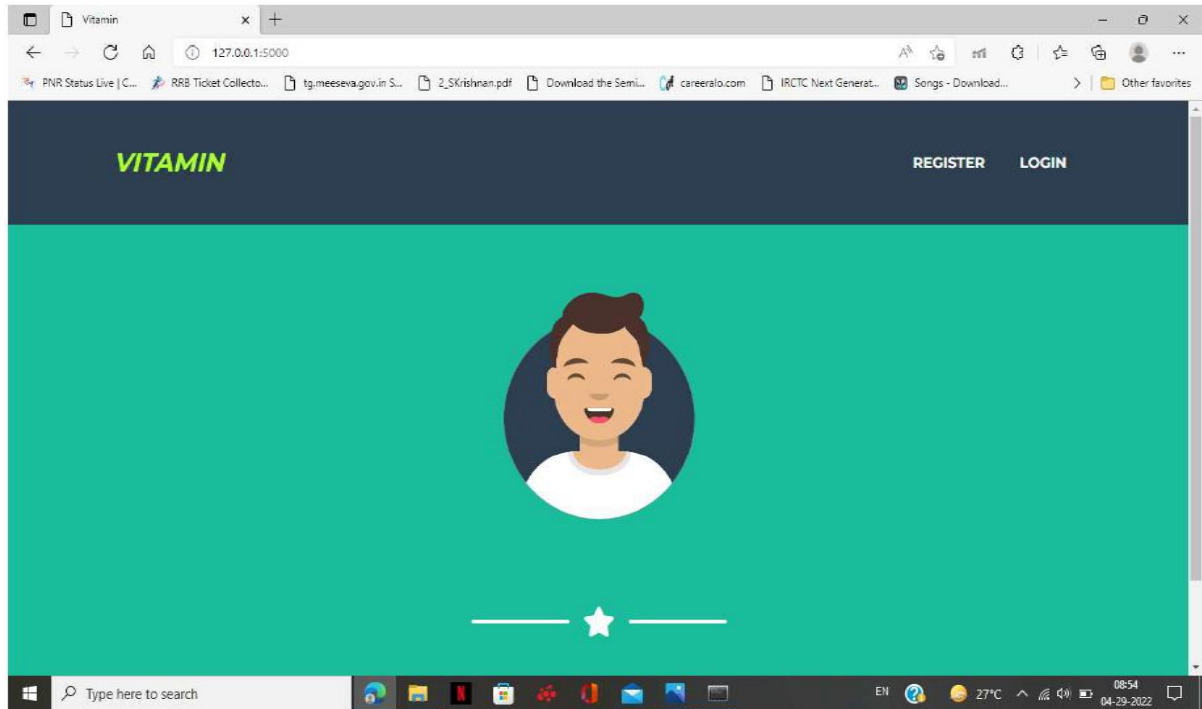 Vitamin
127.0.0.1:5000
PNR Status Live | C... RRB Ticket Collecto... tg.meeseva.gov.in S... 2_SKrishnan.pdf Download the Semi... careeralo.com IRCTC Next Generat... Songs - Download... Other favorites
VITAMIN REGISTER LOGIN
Type here to search EN 27°C 08:54
04-29-2022